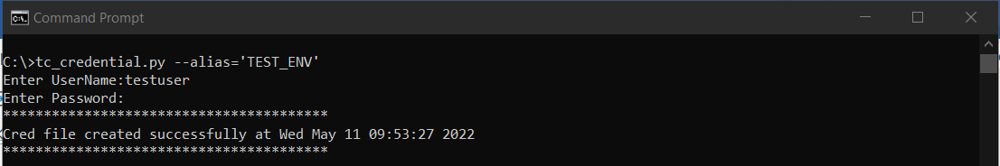 Command Prompt
C:\>tc_credential.py --alias='TEST_ENV'
Enter UserName:testuser
Enter Password:
****************************************
Cred file created successfully at Wed May 11 09:53:27 2022
****************************************